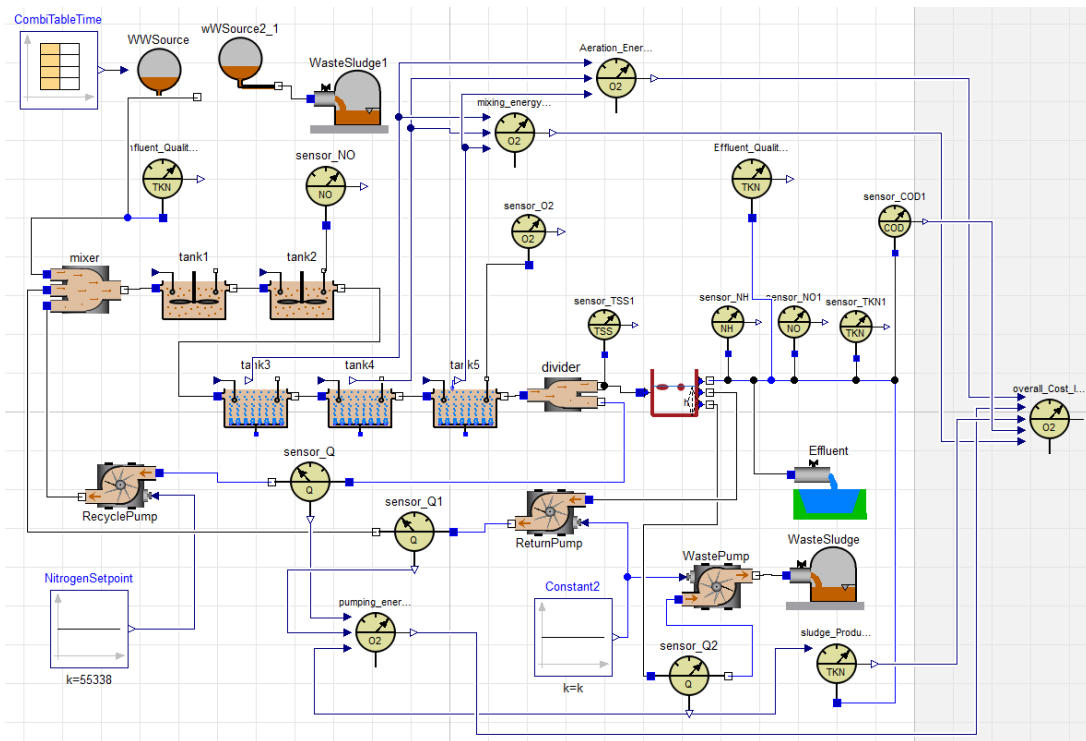 CombiTableTime
WWSource
wWSource2_1
WasteSludge1
Aeration_Ener...
O2
mixing_energy...
O2
nfluent_Qualit...
TKN
sensor_NO
NO
Effluent_Qualit...
TKN
sensor_COD1
COD
sensor_O2
O2
mixer
tank1
tank2
sensor_TSS1
TSS
sensor_NH
NH
sensor_NO1
NO
sensor_TKN1
TKN
tank3
tank4
tank5
divider
overall_Cost_I...
O2
sensor_Q
Q
Effluent
RecyclePump
sensor_Q1
Q
ReturnPump
WastePump
WasteSludge
NitrogenSetpoint
k=55338
pumping_ener...
O2
Constant2
k=k
sensor_Q2
Q
sludge_Produ...
TKN